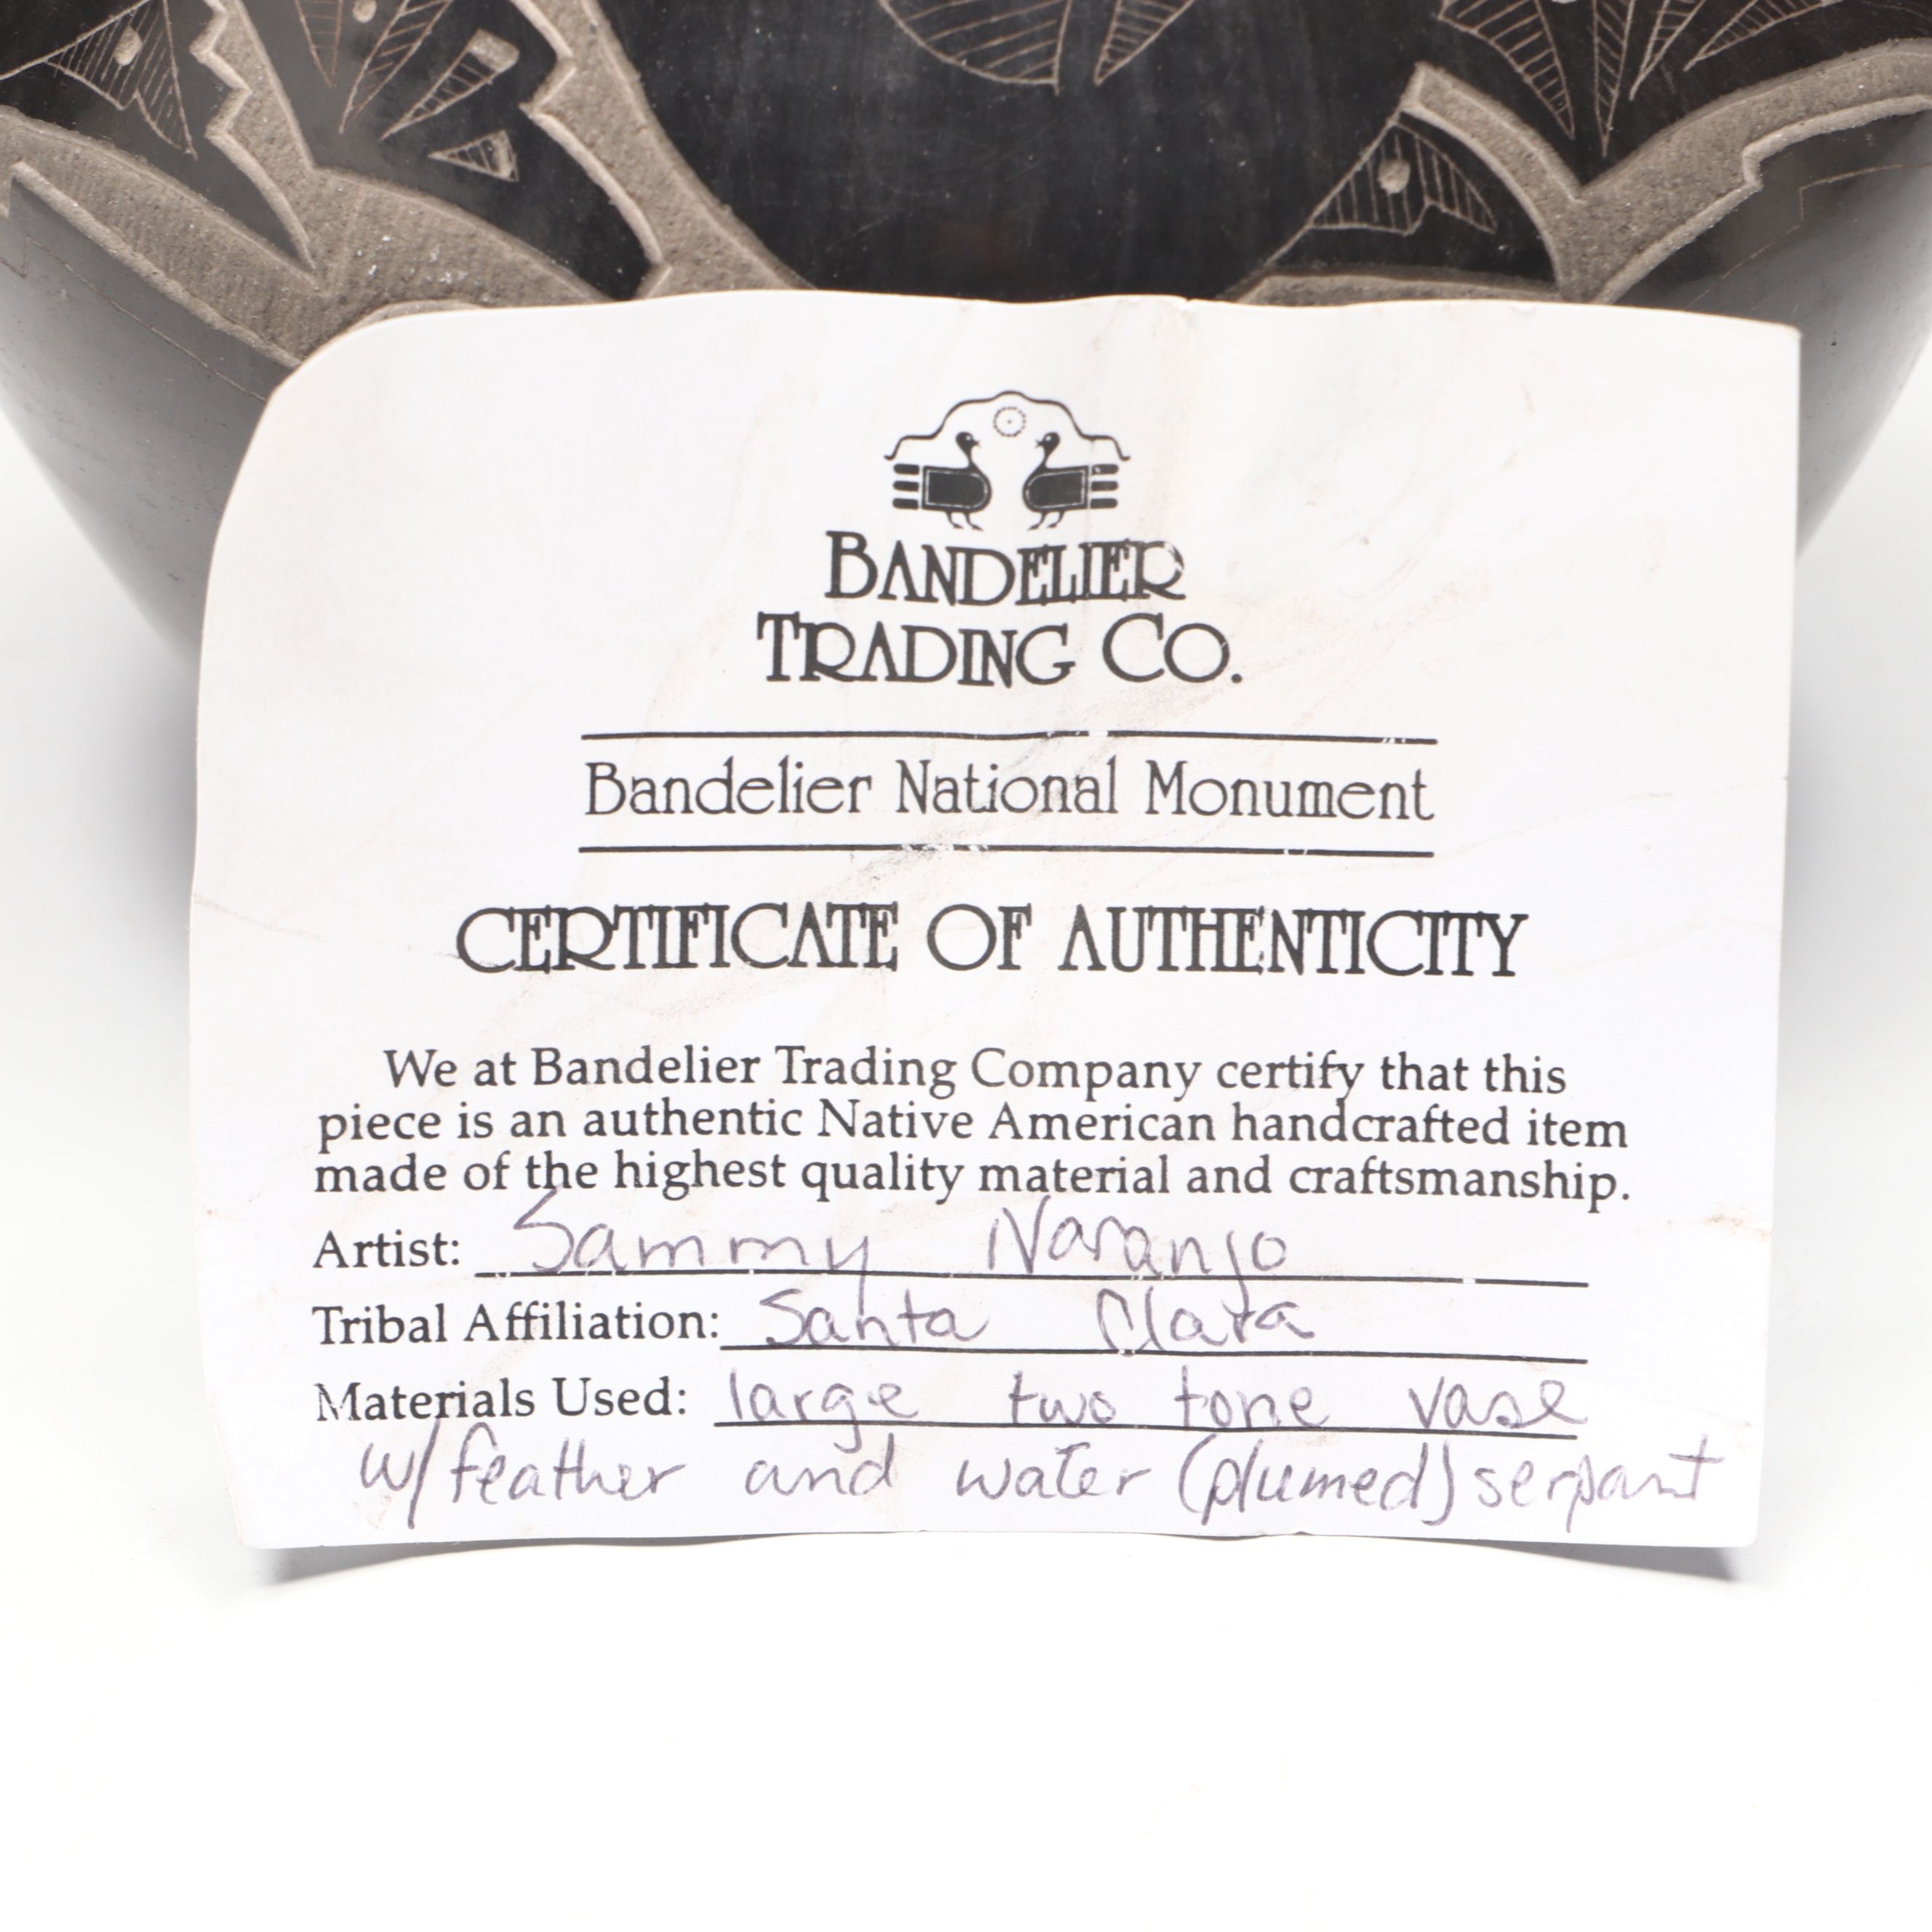 BANDELIER
TRADING CO.
Bandelier National Monument
CERTIFICATE OF AUTHENTICITY
We at Bandelier Trading Company certify that this
piece is an authentic Native American handcrafted item
made of the highest quality material and craftsmanship.
Artist: Sammy Naranjo
Tribal Affiliation: Santa Clara
Materials Used: large two tone vase
w/feather and water (plumed) serpant